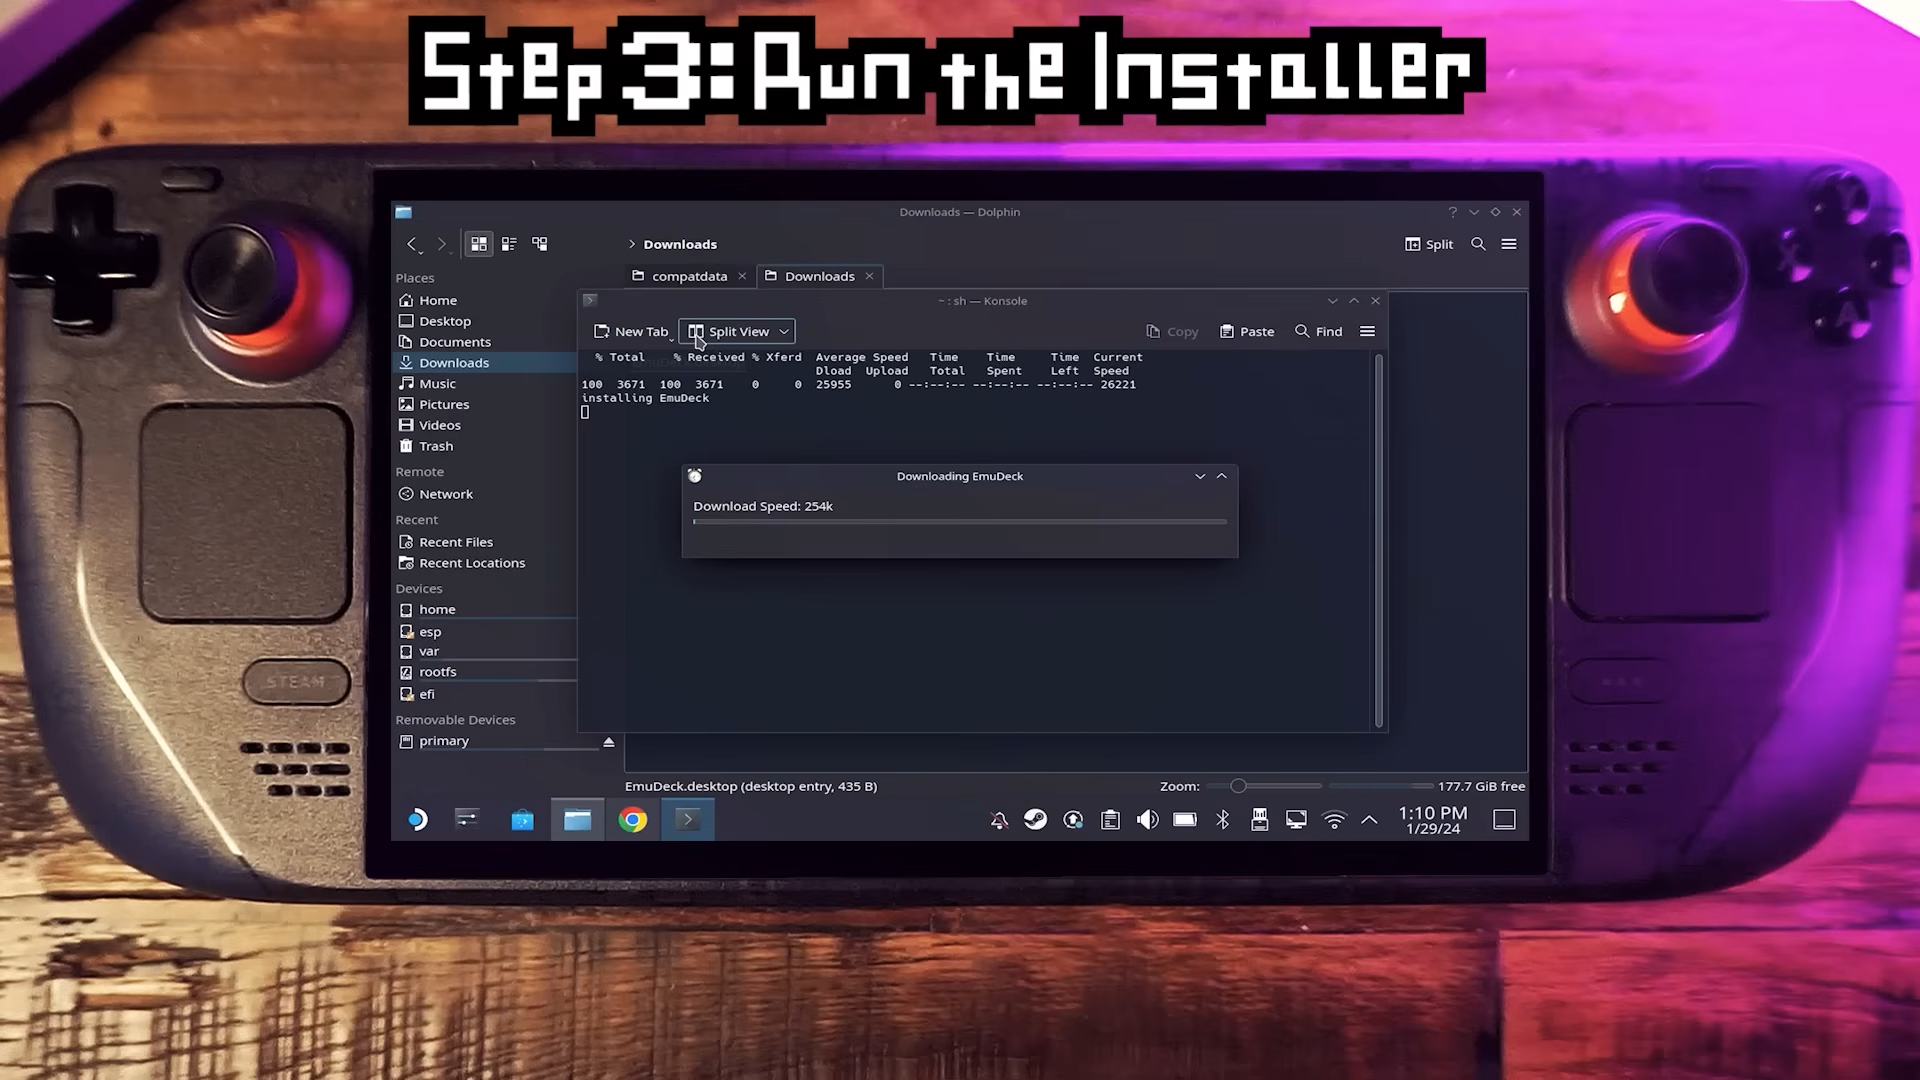 Step 3: Run the Installer
Downloads — Dolphin
Downloads
Split
compatdata
Downloads
Places
Home
Desktop
Documents
Downloads
Music
Pictures
Videos
Trash
Remote
Network
Recent
Recent Files
Recent Locations
Devices
home
esp
var
rootfs
efi
Removable Devices
primary
~ : sh — Konsole
New Tab
Split View
Copy
Paste
Find
% Total % Received % Xferd Average Speed Time Time Time Current
Dload Upload Total Spent Left Speed
100 3671 100 3671 0 0 25955 0 --:--:-- --:--:-- --:--:-- 26221
installing EmuDeck
Downloading EmuDeck
Download Speed: 254k
EmuDeck.desktop (desktop entry, 435 B)
Zoom:
177.7 GiB free
1:10 PM
1/29/24
STEAM
Y
X
B
A